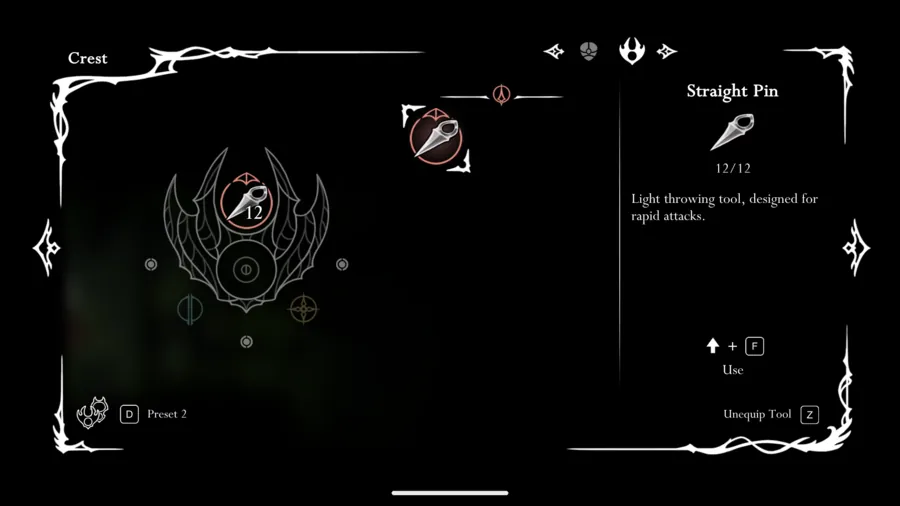 Crest
Straight Pin
12
12/12
Light throwing tool, designed for
rapid attacks.
+ F
Use
D Preset 2
Unequip Tool Z